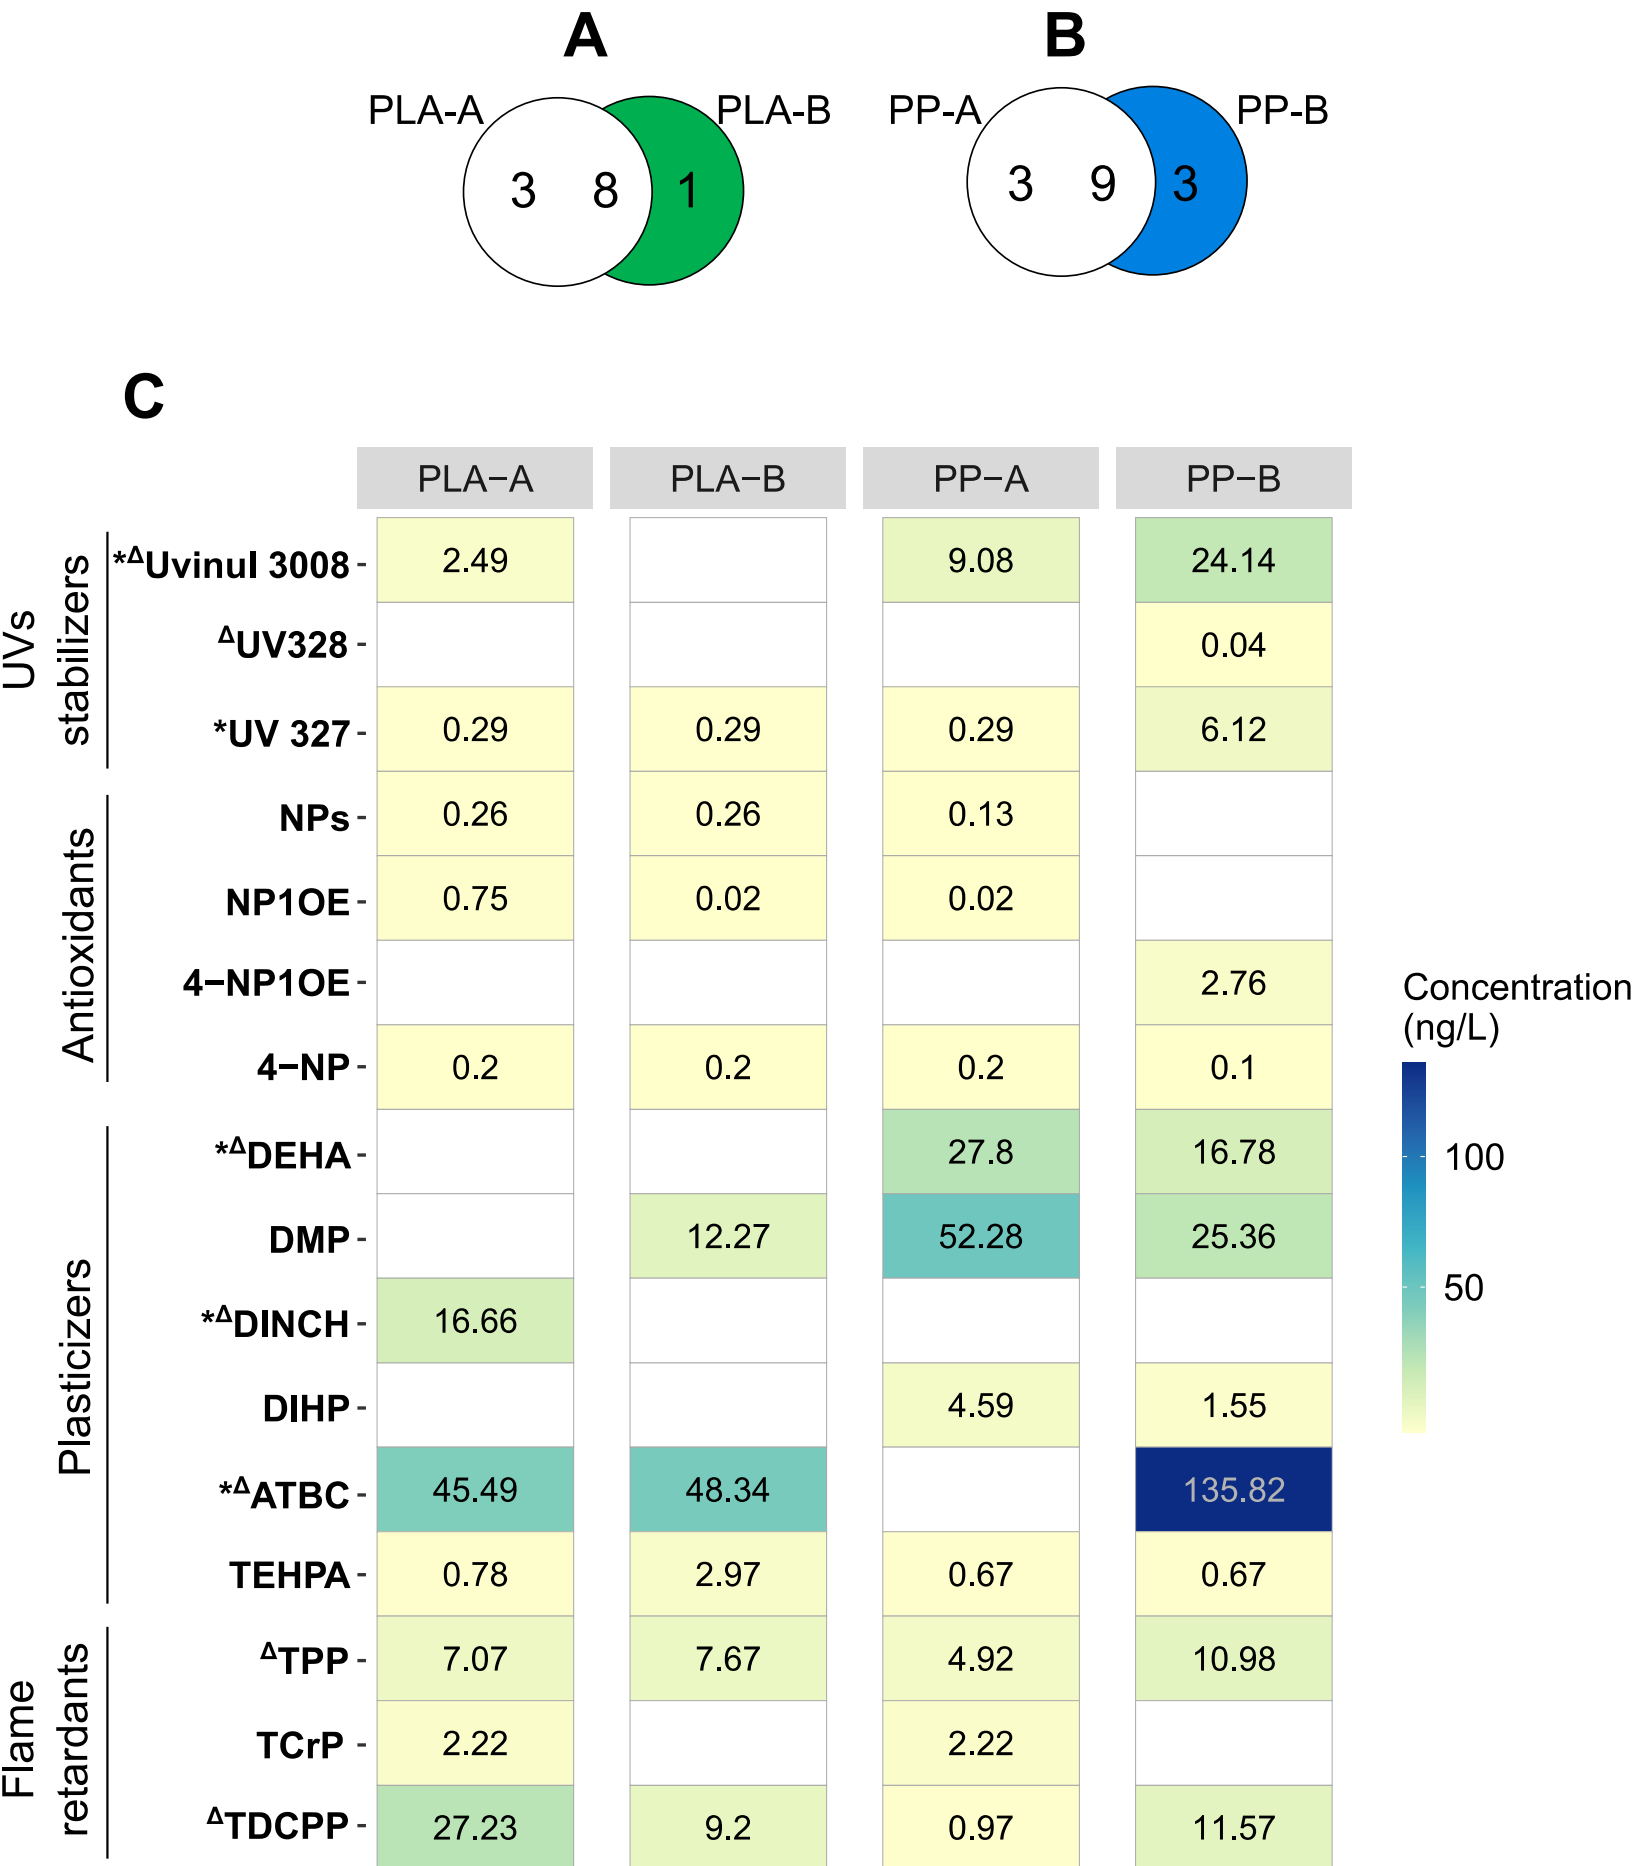 A
B
PLA-A
PLA-B
PP-A
PP-B
3 8 1
3 9 3
C
PLA−A PLA−B PP−A PP−B
UVs
stabilizers
*ΔUvinul 3008 2.49 9.08 24.14
ΔUV328 0.04
*UV 327 0.29 0.29 0.29 6.12
Antioxidants
NPs 0.26 0.26 0.13
NP1OE 0.75 0.02 0.02
4−NP1OE 2.76
4−NP 0.2 0.2 0.2 0.1
Plasticizers
*ΔDEHA 27.8 16.78
DMP 12.27 52.28 25.36
*ΔDINCH 16.66
DIHP 4.59 1.55
*ΔATBC 45.49 48.34 135.82
TEHPA 0.78 2.97 0.67 0.67
Flame
retardants
ΔTPP 7.07 7.67 4.92 10.98
TCrP 2.22 2.22
ΔTDCPP 27.23 9.2 0.97 11.57
Concentration
(ng/L)
100
50